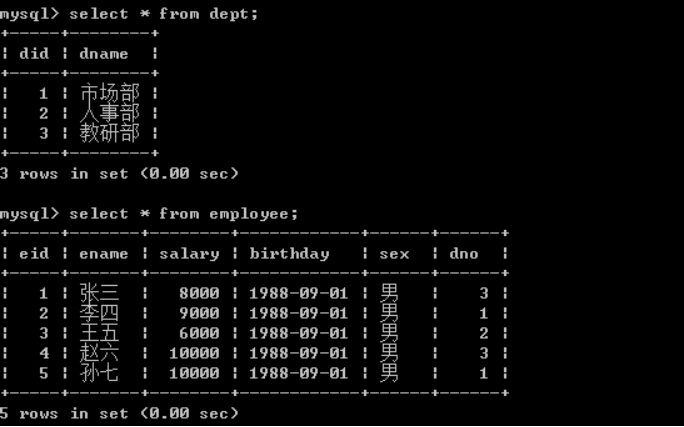 mysql> select * from dept;
+-----+--------+
| did | dname  |
+-----+--------+
|   1 | 市场部 |
|   2 | 人事部 |
|   3 | 教研部 |
+-----+--------+
3 rows in set (0.00 sec)
mysql> select * from employee;
+-----+-------+--------+------------+------+------+
| eid | ename | salary | birthday   | sex  | dno  |
+-----+-------+--------+------------+------+------+
|   1 | 张三  |   8000 | 1988-09-01 | 男   |    3 |
|   2 | 李四  |   9000 | 1988-09-01 | 男   |    1 |
|   3 | 王五  |   6000 | 1988-09-01 | 男   |    2 |
|   4 | 赵六  |  10000 | 1988-09-01 | 男   |    3 |
|   5 | 孙七  |  10000 | 1988-09-01 | 男   |    1 |
+-----+-------+--------+------------+------+------+
5 rows in set (0.00 sec)